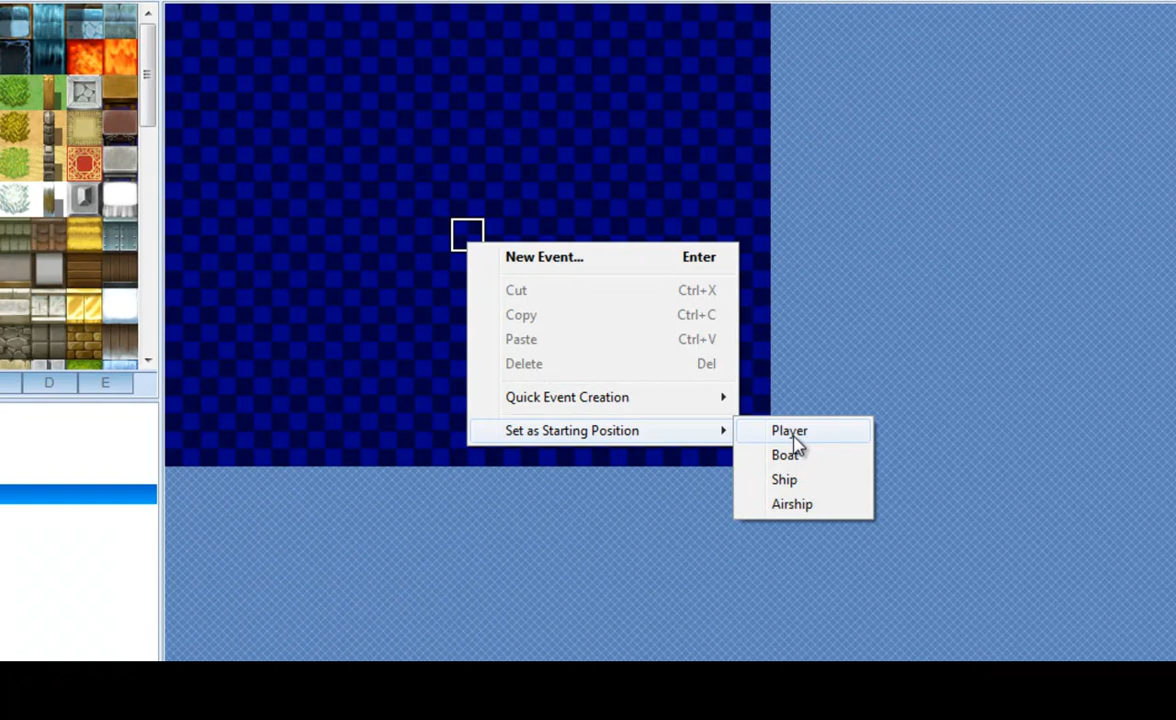 New Event... Enter
Cut Ctrl+X
Copy Ctrl+C
Paste Ctrl+V
Delete Del
Quick Event Creation
Set as Starting Position
Player
Boat
Ship
Airship
D E